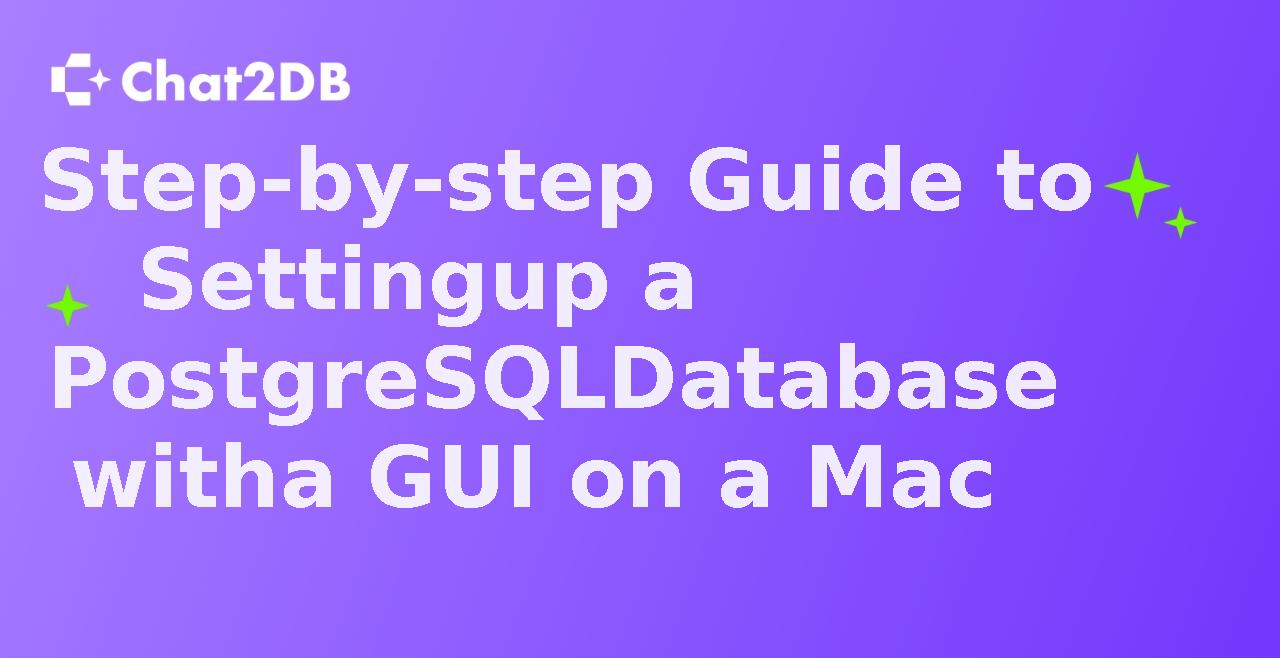 Chat2DB
Step-by-step Guide to
Settingup a
PostgreSQLDatabase
witha GUI on a Mac